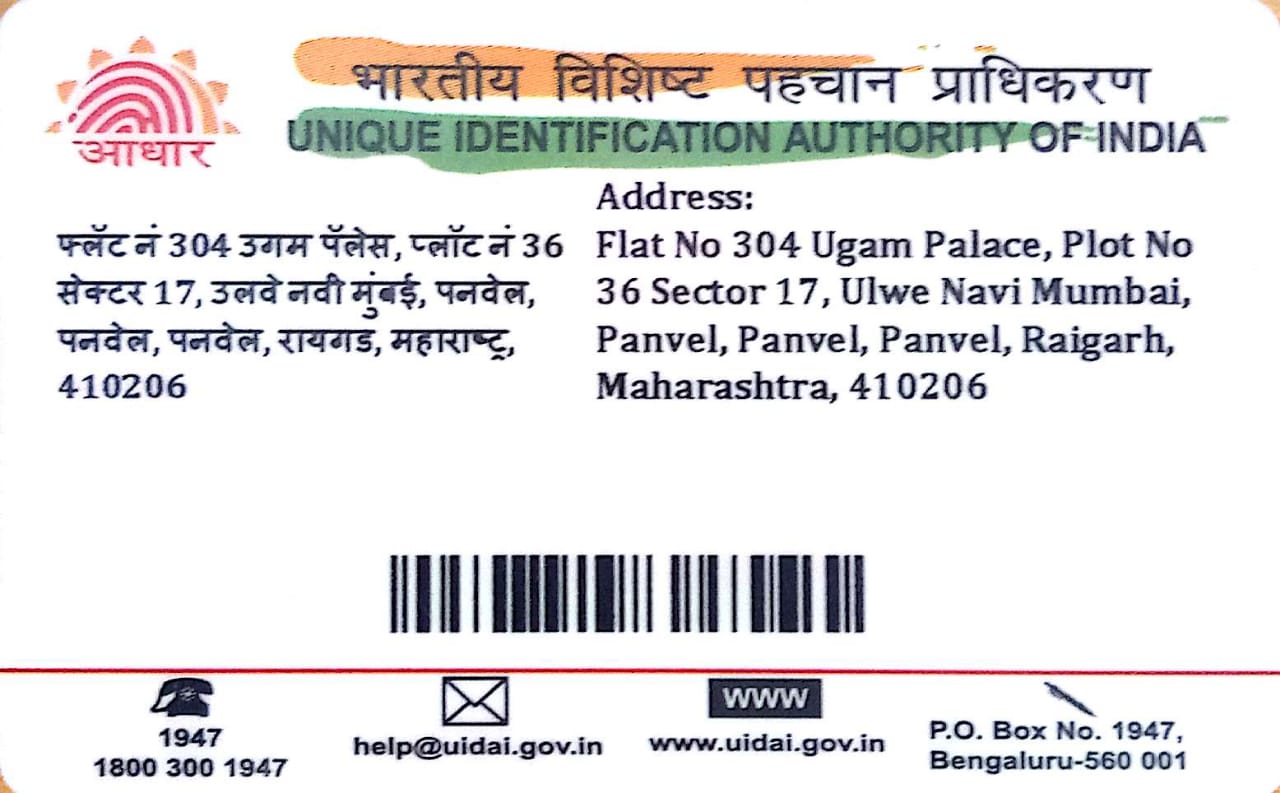 आधार
भारतीय विशिष्ट पहचान प्राधिकरण
UNIQUE IDENTIFICATION AUTHORITY OF INDIA
फ्लॅट नं 304 उगम पॅलेस, प्लॉट नं 36
सेक्टर 17, उलवे नवी मुंबई, पनवेल,
पनवेल, पनवेल, रायगड, महाराष्ट्र,
410206
Address:
Flat No 304 Ugam Palace, Plot No
36 Sector 17, Ulwe Navi Mumbai,
Panvel, Panvel, Panvel, Raigarh,
Maharashtra, 410206
1947
1800 300 1947
help@uidai.gov.in
www
www.uidai.gov.in
P.O. Box No. 1947,
Bengaluru-560 001